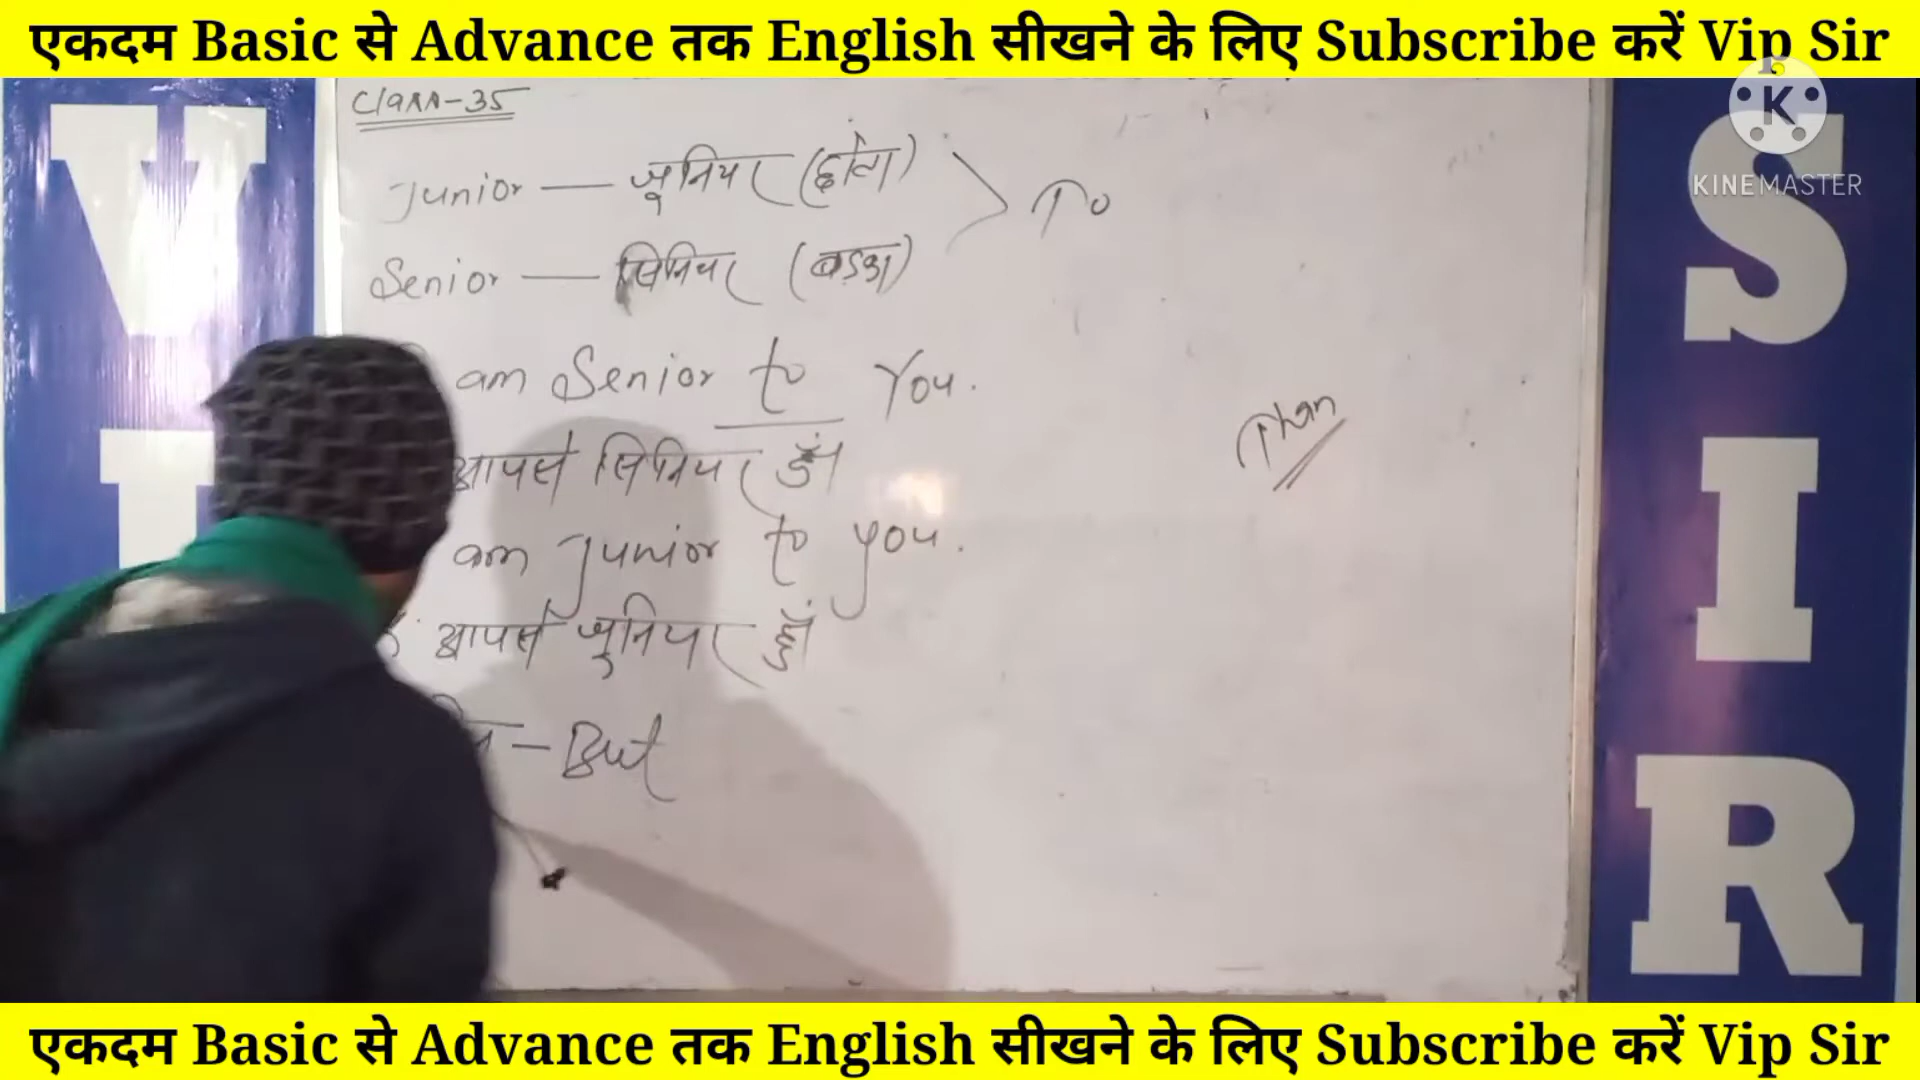 एकदम Basic से Advance तक English सीखने के लिए Subscribe करें Vip Sir
KINEMASTER
Class-35
Junior — जूनियर (छोटा) > To
Senior — सिनियर (बड़ा)
am Senior to You.
Than
आपसे सिनियर हूँ
am Junior to you.
आपसे जुनियर हूँ
– But
V
I
S
I
R
एकदम Basic से Advance तक English सीखने के लिए Subscribe करें Vip Sir